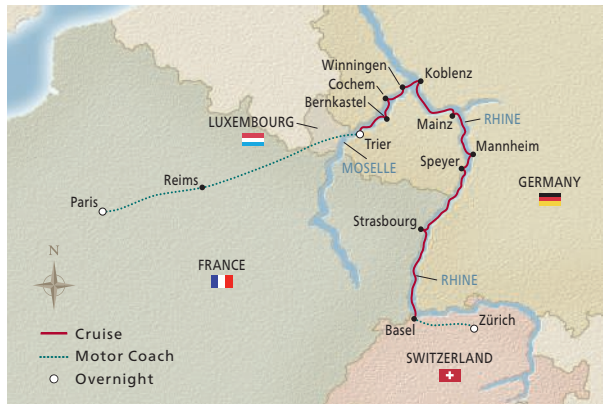 Winningen
Koblenz
Cochem
Bernkastel
LUXEMBOURG
Mainz
RHINE
Trier
Mannheim
MOSELLE
Speyer
Reims
GERMANY
Paris
Strasbourg
N
FRANCE
RHINE
Basel
Zürich
Cruise
Motor Coach
SWITZERLAND
Overnight